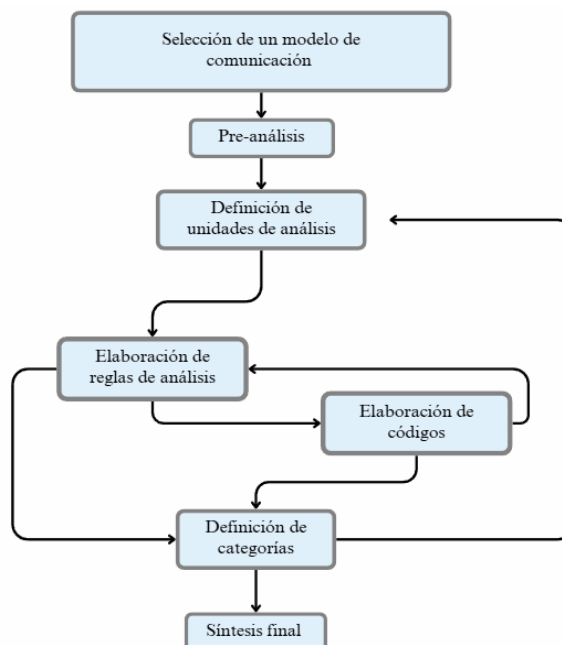 Selección de un modelo de
comunicación
Pre-análisis
Definición de
unidades de análisis
Elaboración de
reglas de análisis
Elaboración de
códigos
Definición de
categorías
Síntesis final